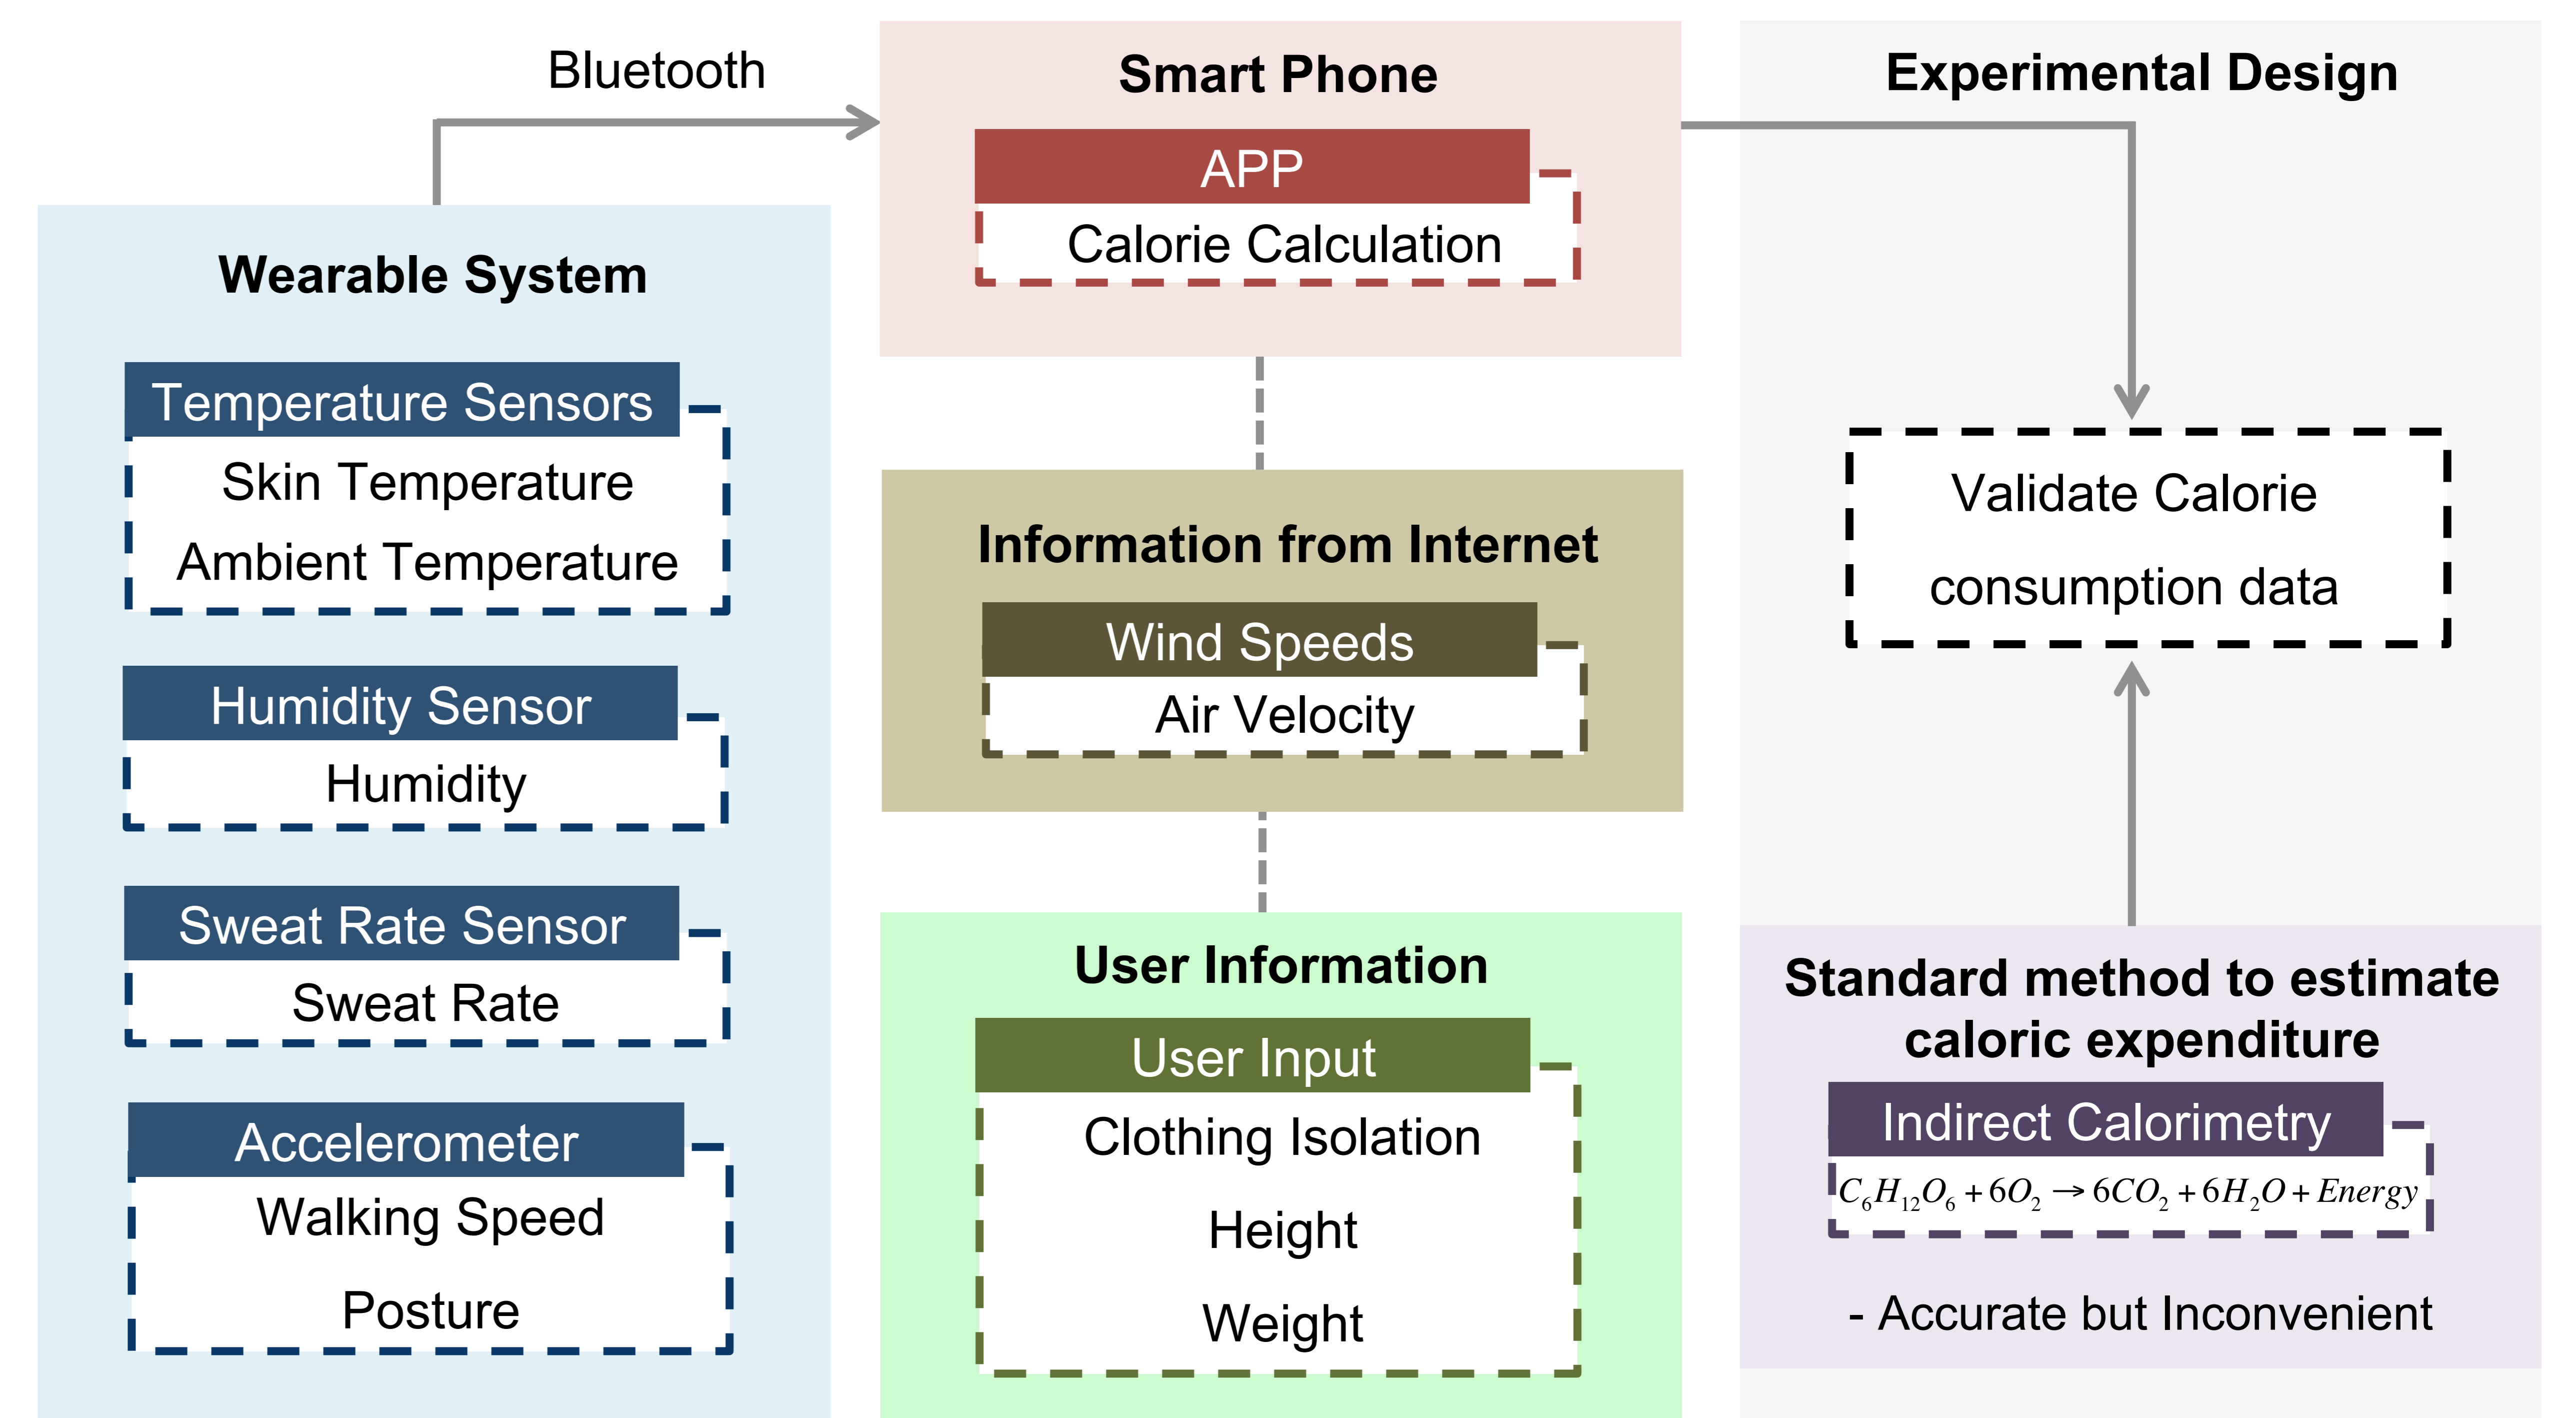 Bluetooth
Wearable System
Temperature Sensors
Skin Temperature
Ambient Temperature
Humidity Sensor
Humidity
Sweat Rate Sensor
Sweat Rate
Accelerometer
Walking Speed
Posture
Smart Phone
APP
Calorie Calculation
Information from Internet
Wind Speeds
Air Velocity
User Information
User Input
Clothing Isolation
Height
Weight
Experimental Design
Validate Calorie
consumption data
Standard method to estimate
caloric expenditure
Indirect Calorimetry
C₆H₁₂O₆ + 6O₂ → 6CO₂ + 6H₂O + Energy
- Accurate but Inconvenient